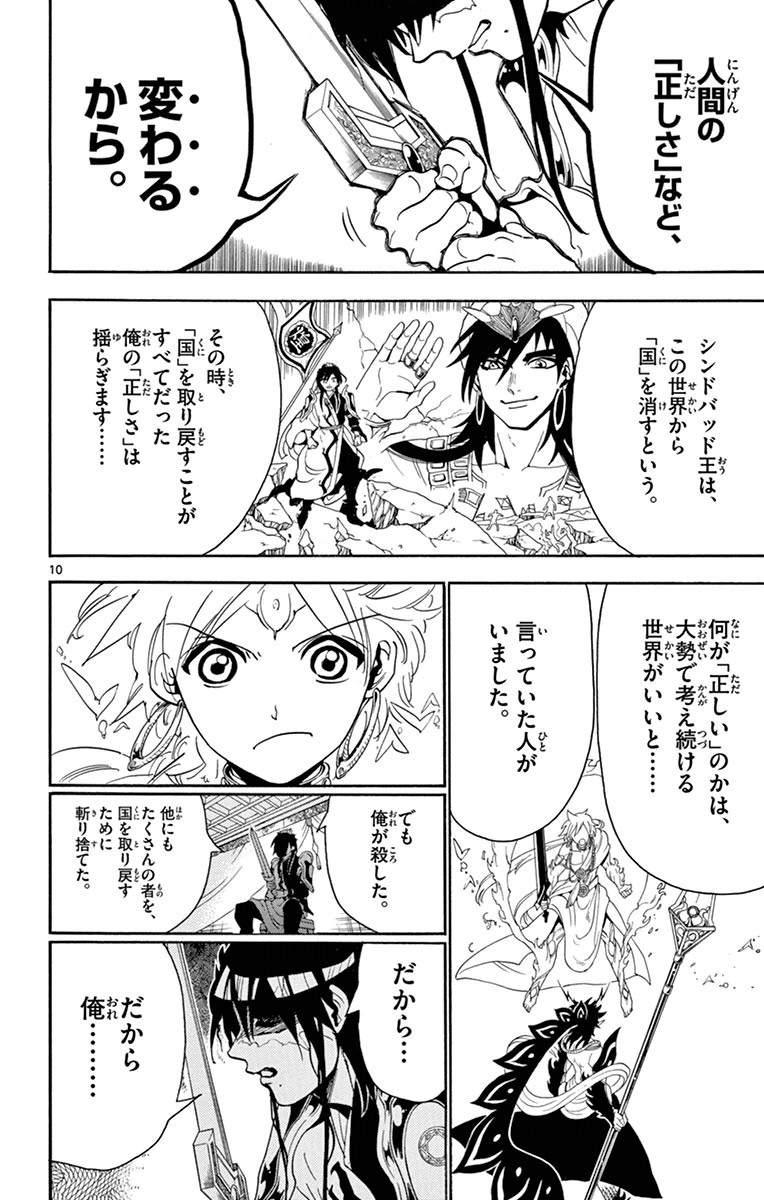 人間の
「正しさ」など、
変わる
から。
シンドバッド王は、
この世界から
「国」を消すという。
その時、
「国」を取り戻すことが
すべてだった
俺の「正しさ」は
揺らぎます……
10
何が「正しい」のかは、
大勢で考え続ける
世界がいいと……
言っていた人が
いました。
でも
俺が殺した。
他にも
たくさんの者を、
国を取り戻す
ために
斬り捨てた。
だから…
だから
俺………